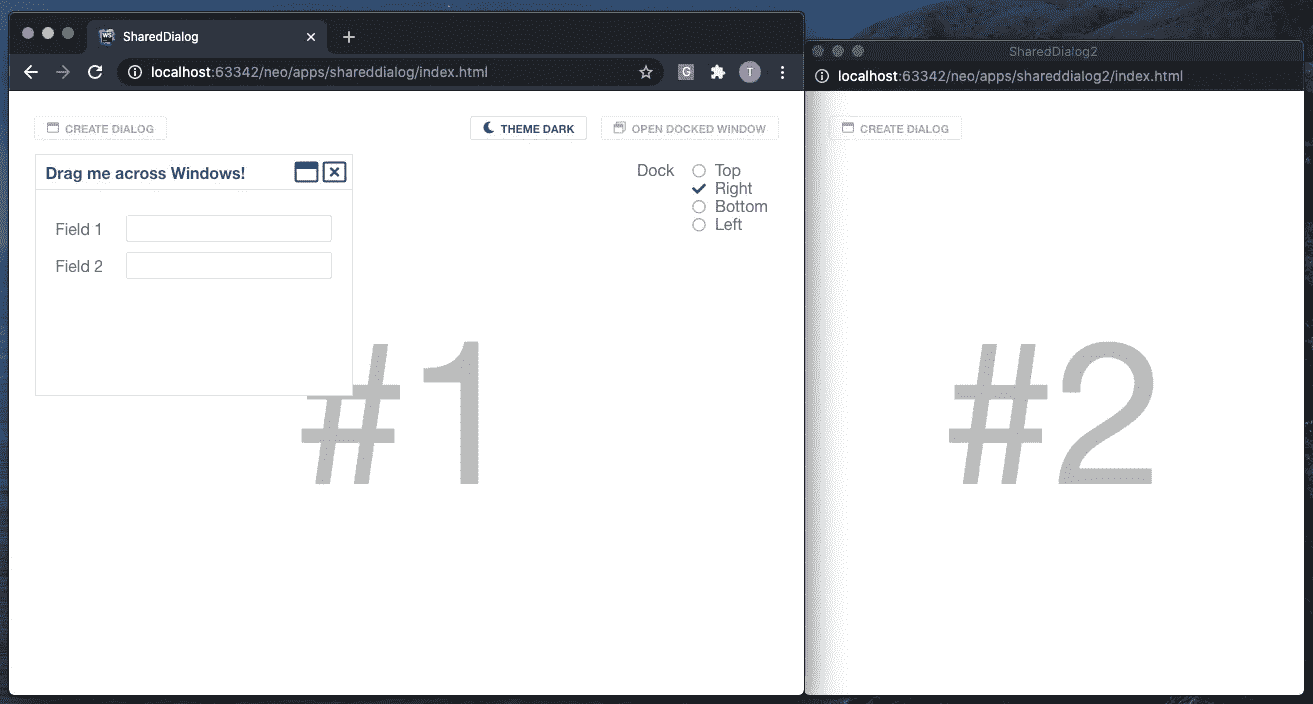 SharedDialog
localhost:63342/neo/apps/shareddialog/index.html
G
T
CREATE DIALOG
THEME DARK
OPEN DOCKED WINDOW
Drag me across Windows!
Field 1
Field 2
Dock
Top
Right
Bottom
Left
#1
SharedDialog2
localhost:63342/neo/apps/shareddialog2/index.html
CREATE DIALOG
#2